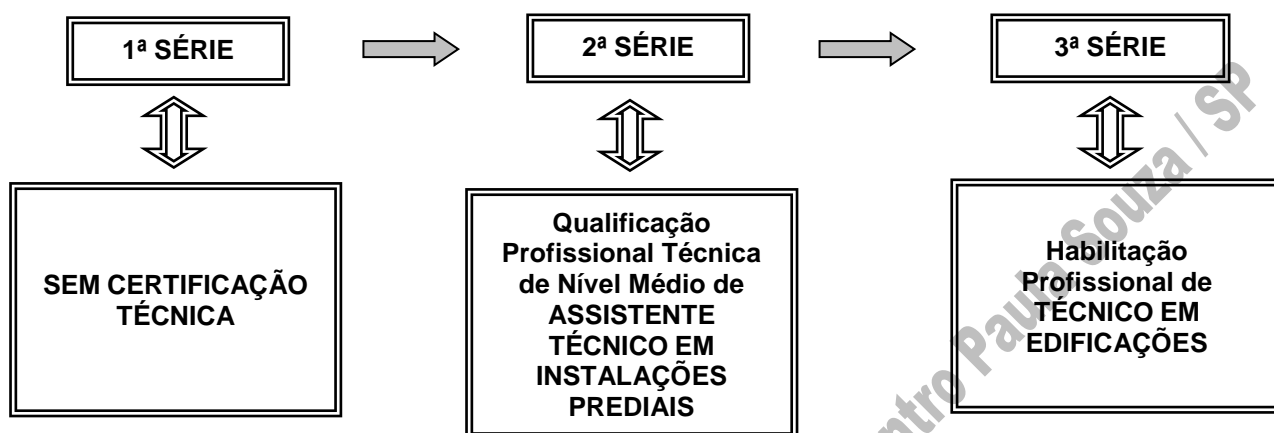 1ª SÉRIE
2ª SÉRIE
3ª SÉRIE
SEM CERTIFICAÇÃO
TÉCNICA
Qualificação
Profissional Técnica
de Nível Médio de
ASSISTENTE
TÉCNICO EM
INSTALAÇÕES
PREDIAIS
Habilitação
Profissional de
TÉCNICO EM
EDIFICAÇÕES
ntro Paula Souza / SP